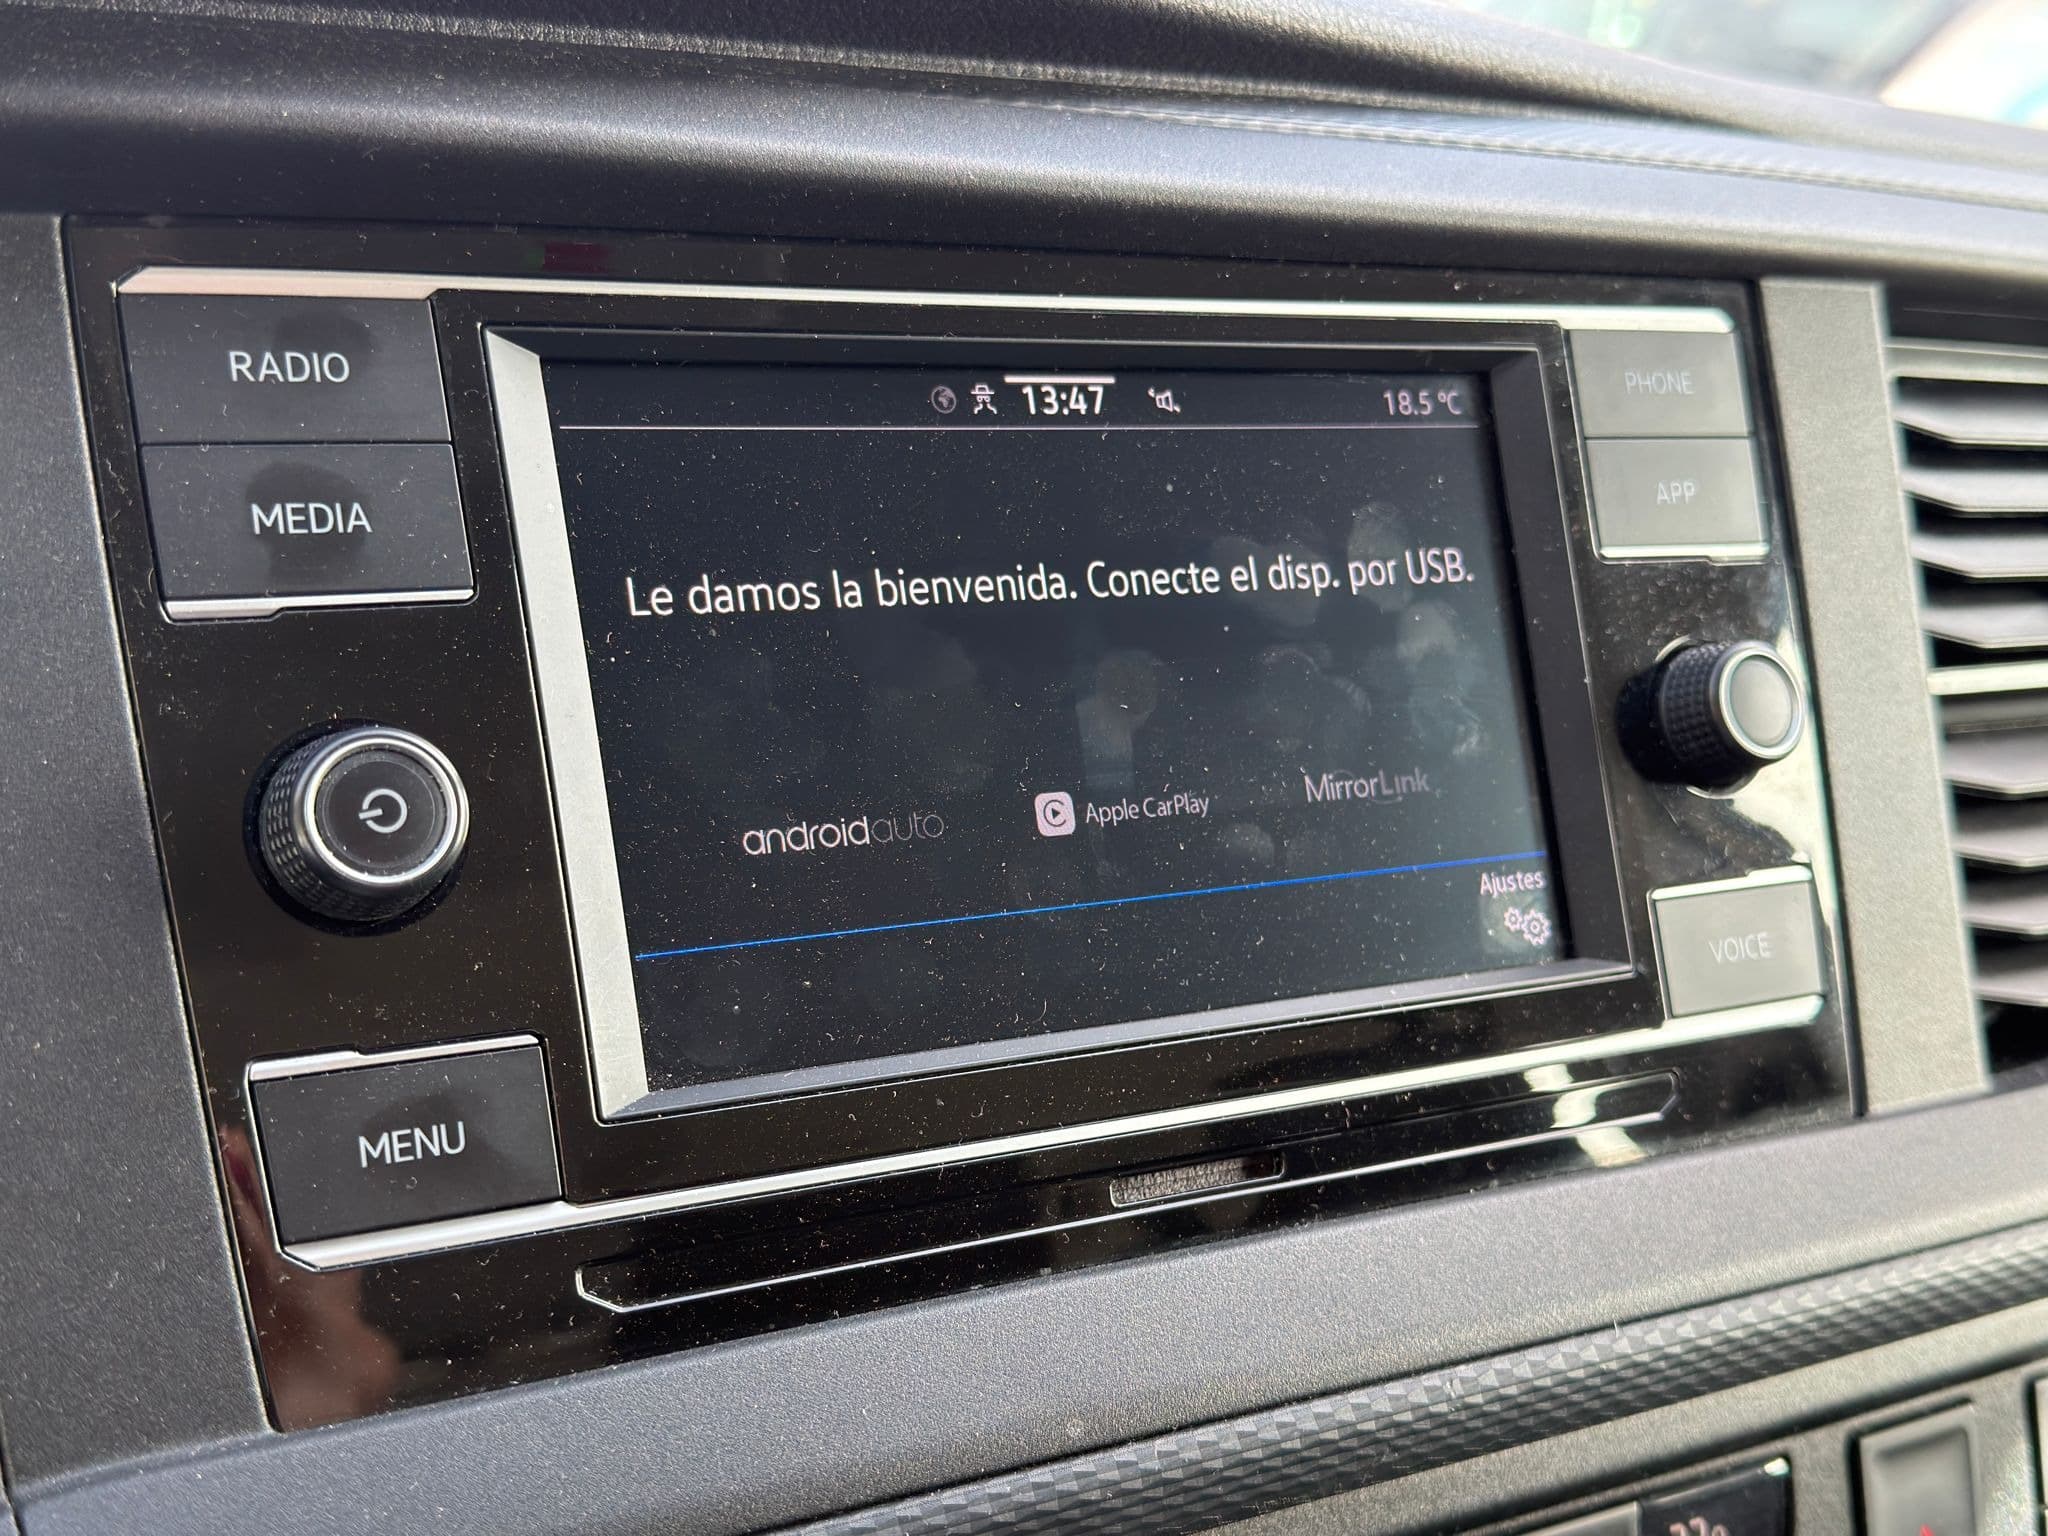 RADIO
MEDIA
MENU
13:47
18.5 °C
Le damos la bienvenida. Conecte el disp. por USB.
androidauto
Apple CarPlay
MirrorLink
Ajustes
PHONE
APP
VOICE